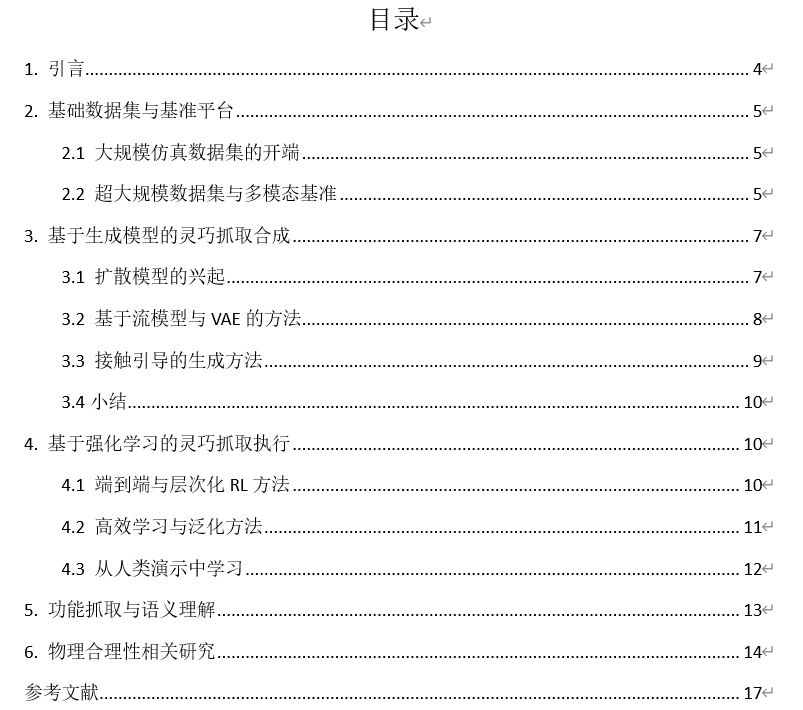 目录
1. 引言 4
2. 基础数据集与基准平台 5
2.1 大规模仿真数据集的开端 5
2.2 超大规模数据集与多模态基准 5
3. 基于生成模型的灵巧抓取合成 7
3.1 扩散模型的兴起 7
3.2 基于流模型与 VAE 的方法 8
3.3 接触引导的生成方法 9
3.4 小结 10
4. 基于强化学习的灵巧抓取执行 10
4.1 端到端与层次化 RL 方法 10
4.2 高效学习与泛化方法 11
4.3 从人类演示中学习 12
5. 功能抓取与语义理解 13
6. 物理合理性相关研究 14
参考文献 17